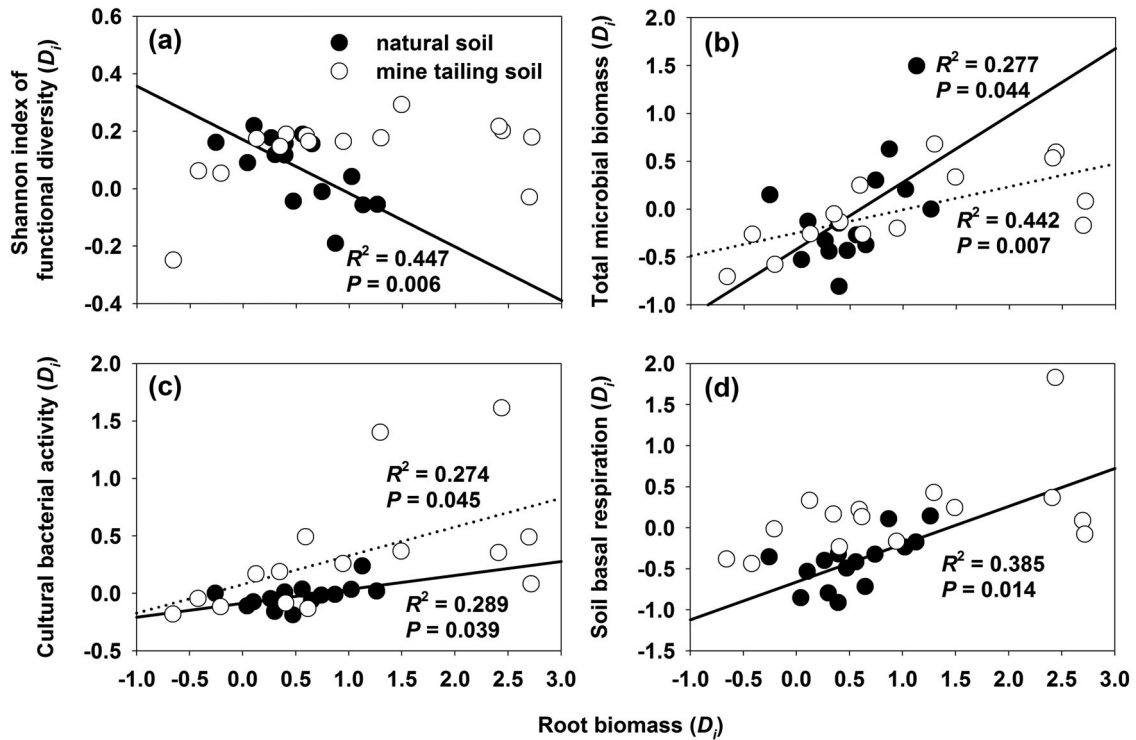 (a)
natural soil
mine tailing soil
R² = 0.447
P = 0.006
Shannon index of
functional diversity (Di)
0.6
0.4
0.2
0.0
-0.2
-0.4
(b)
R² = 0.277
P = 0.044
R² = 0.442
P = 0.007
Total microbial biomass (Di)
2.0
1.5
1.0
0.5
0.0
-0.5
-1.0
(c)
R² = 0.274
P = 0.045
R² = 0.289
P = 0.039
Cultural bacterial activity (Di)
2.0
1.5
1.0
0.5
0.0
0.5
-1.0 -0.5 0.0 0.5 1.0 1.5 2.0 2.5 3.0
(d)
R² = 0.385
P = 0.014
Soil basal respiration (Di)
2.0
1.5
1.0
0.5
0.0
-0.5
-1.0
-1.5
-1.0 -0.5 0.0 0.5 1.0 1.5 2.0 2.5 3.0
Root biomass (Di)